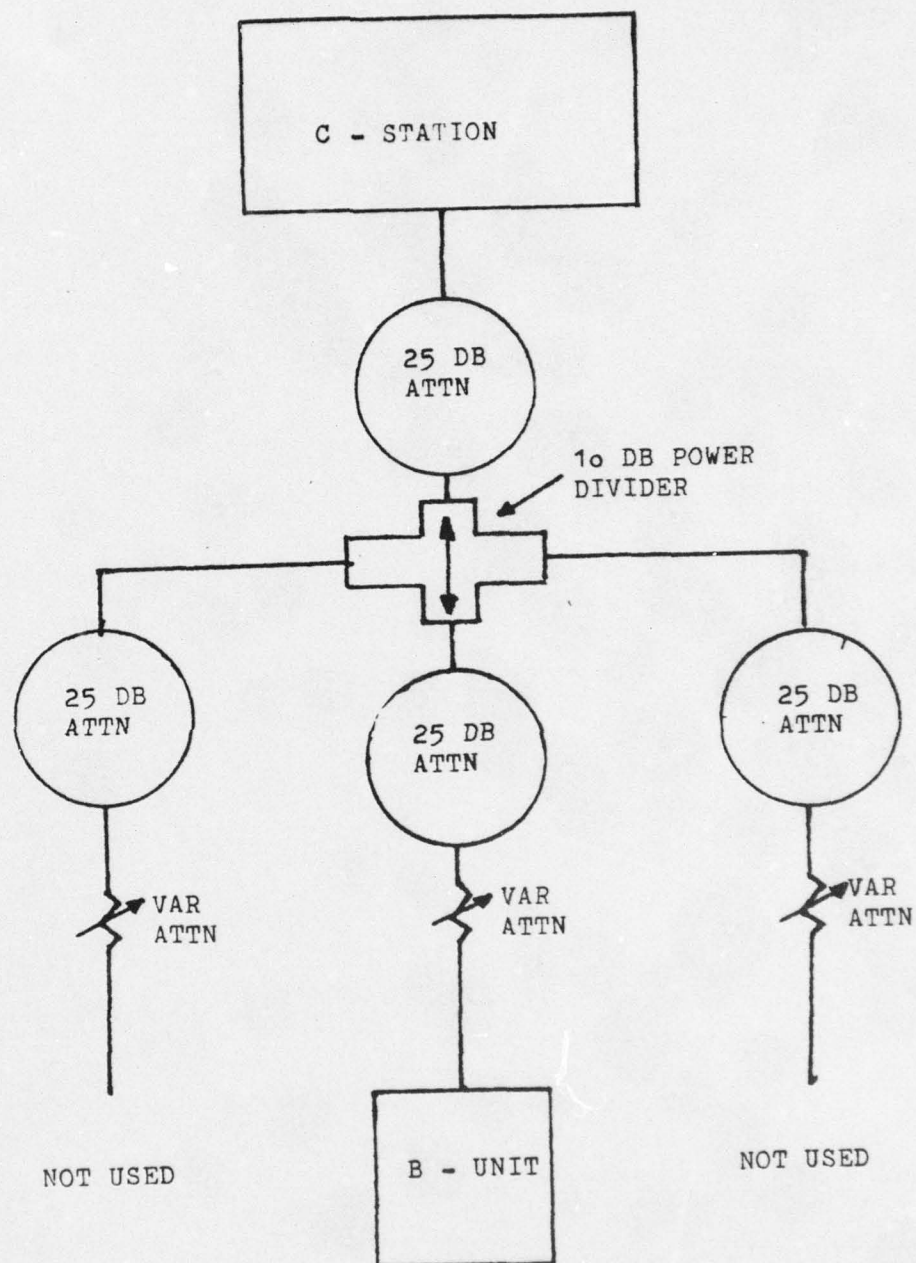 C - STATION
25 DB
ATTN
10 DB POWER
DIVIDER
25 DB
ATTN
25 DB
ATTN
25 DB
ATTN
VAR
ATTN
VAR
ATTN
VAR
ATTN
NOT USED
B - UNIT
NOT USED